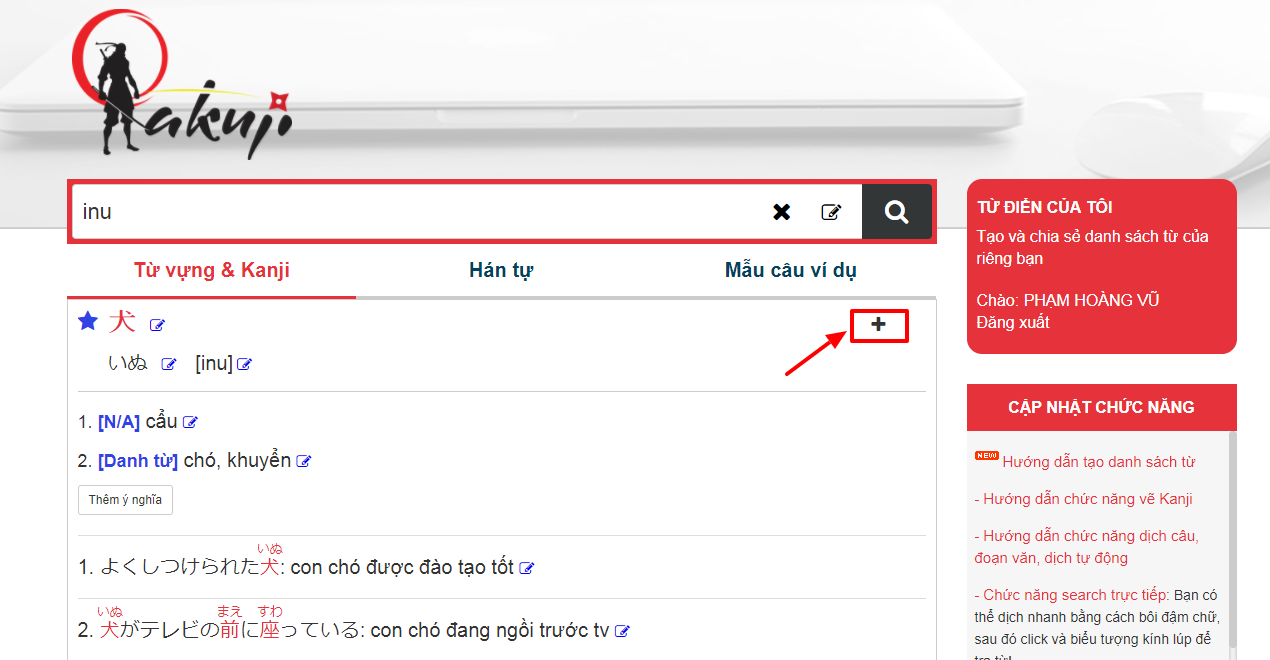 akuji
inu
Từ vựng & Kanji
Hán tự
Mẫu câu ví dụ
犬
いぬ [inu]
1. [N/A] cẩu
2. [Danh từ] chó, khuyển
Thêm ý nghĩa
いぬ
1. よくしつけられた犬: con chó được đào tạo tốt
いぬ まえ すわ
2. 犬がテレビの前に座っている: con chó đang ngồi trước tv
TỪ ĐIỂN CỦA TÔI
Tạo và chia sẻ danh sách từ của
riêng bạn
Chào: PHẠM HOÀNG VŨ
Đăng xuất
CẬP NHẬT CHỨC NĂNG
NEW Hướng dẫn tạo danh sách từ
- Hướng dẫn chức năng vẽ Kanji
- Hướng dẫn chức năng dịch câu,
đoạn văn, dịch tự động
- Chức năng search trực tiếp: Bạn có
thể dịch nhanh bằng cách bôi đậm chữ,
sau đó click và biểu tượng kính lúp để
tra từ!